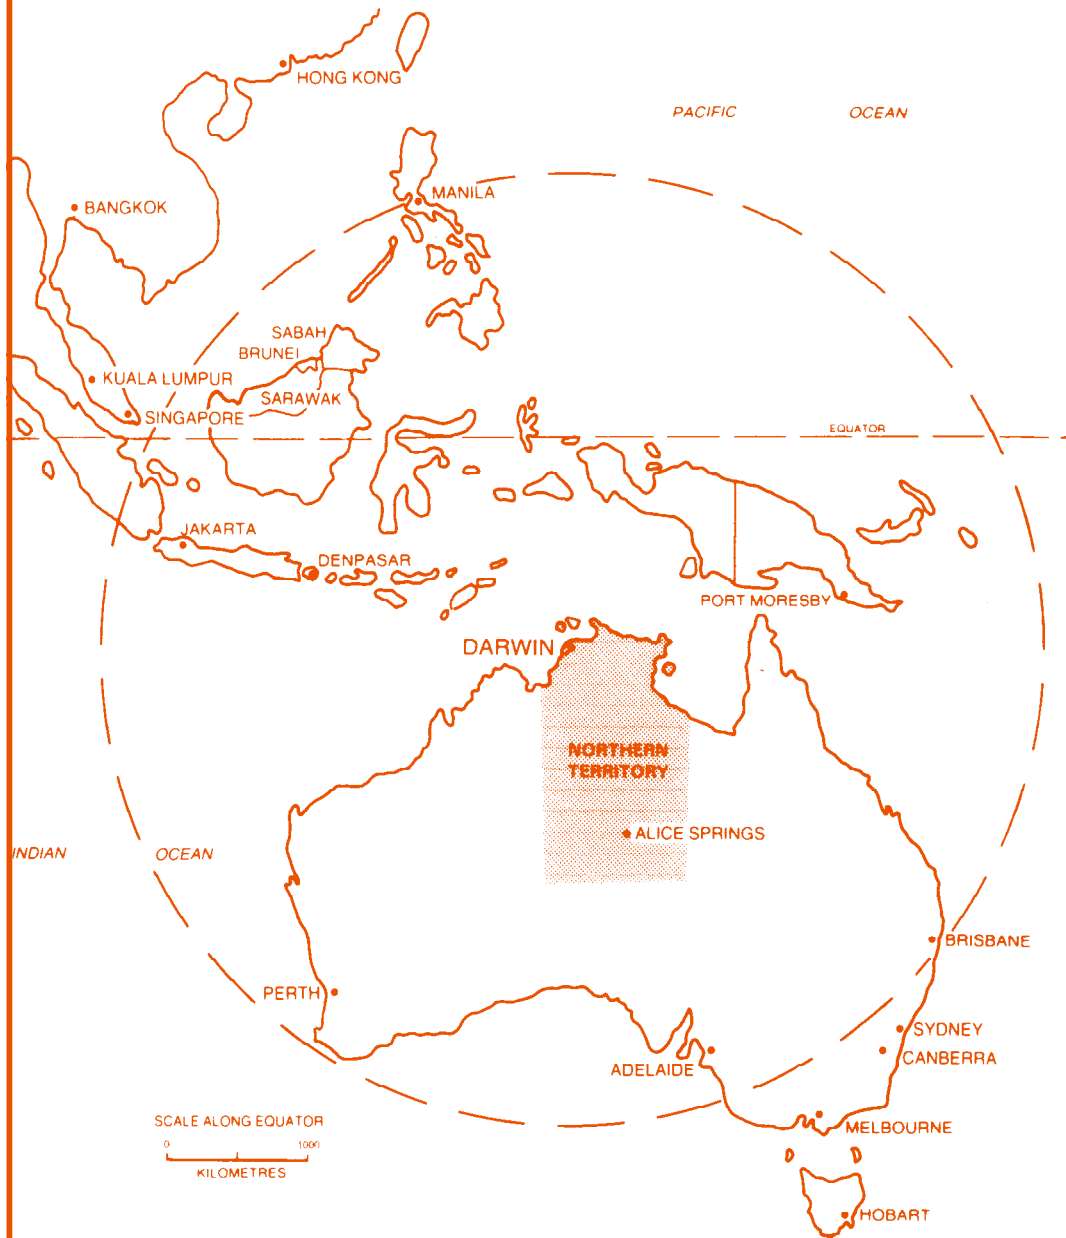 HONG KONG
PACIFIC OCEAN
MANILA
BANGKOK
SABAH
BRUNEI
KUALA LUMPUR
SARAWAK
SINGAPORE
EQUATOR
JAKARTA
DENPASAR
PORT MORESBY
DARWIN
NORTHERN
TERRITORY
ALICE SPRINGS
INDIAN OCEAN
BRISBANE
PERTH
SYDNEY
CANBERRA
ADELAIDE
SCALE ALONG EQUATOR
0 1000
KILOMETRES
MELBOURNE
HOBART